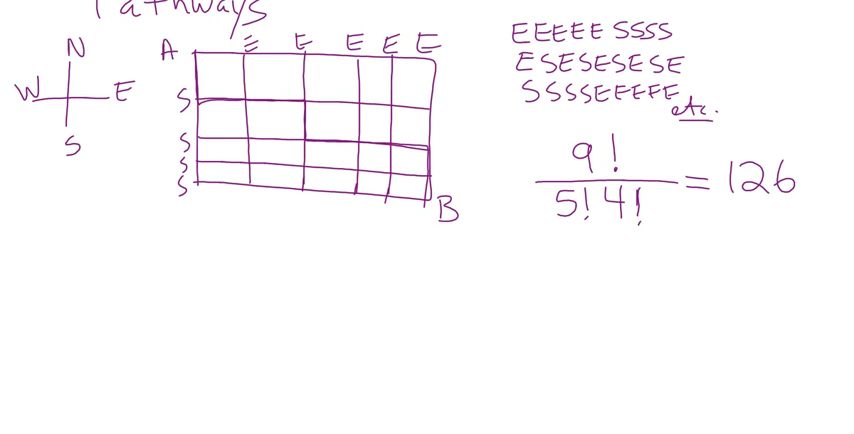 Pathways
N
W E
S
A E E E E E
S
S
S
S
B
EEEEE SSSS
ESESESESE
SSSSEEEEE
etc.
9!
5!4!
= 126